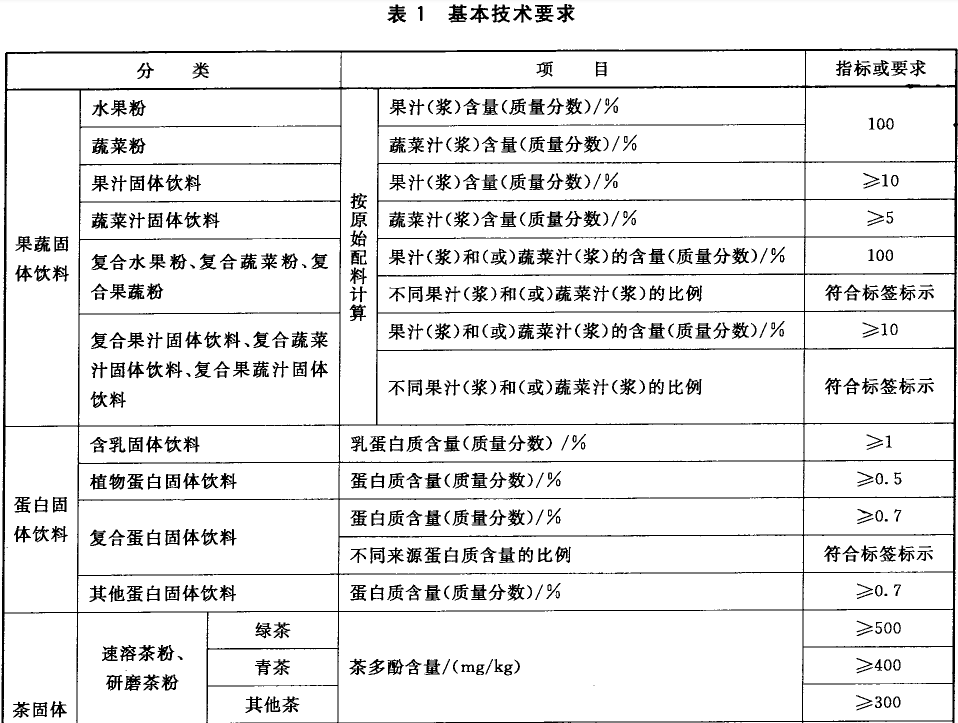 表 1 基本技术要求
分 类 项 目 指标或要求
果蔬固体饮料
按原始配料计算
水果粉 果汁(浆)含量(质量分数)/% 100
蔬菜粉 蔬菜汁(浆)含量(质量分数)/%
果汁固体饮料 果汁(浆)含量(质量分数)/% ≥10
蔬菜汁固体饮料 蔬菜汁(浆)含量(质量分数)/% ≥5
复合水果粉、复合蔬菜粉、复
合果蔬粉
果汁(浆)和(或)蔬菜汁(浆)的含量(质量分数)/% 100
不同果汁(浆)和(或)蔬菜汁(浆)的比例 符合标签标示
复合果汁固体饮料、复合蔬菜
汁固体饮料、复合果蔬汁固体
饮料
果汁(浆)和(或)蔬菜汁(浆)的含量(质量分数)/% ≥10
不同果汁(浆)和(或)蔬菜汁(浆)的比例 符合标签标示
蛋白固
体饮料
含乳固体饮料 乳蛋白质含量(质量分数) /% ≥1
植物蛋白固体饮料 蛋白质含量(质量分数)/% ≥0.5
复合蛋白固体饮料 蛋白质含量(质量分数)/% ≥0.7
不同来源蛋白质含量的比例 符合标签标示
其他蛋白固体饮料 蛋白质含量(质量分数)/% ≥0.7
茶固体
速溶茶粉、
研磨茶粉
绿茶 茶多酚含量/(mg/kg) ≥500
青茶 ≥400
其他茶 ≥300